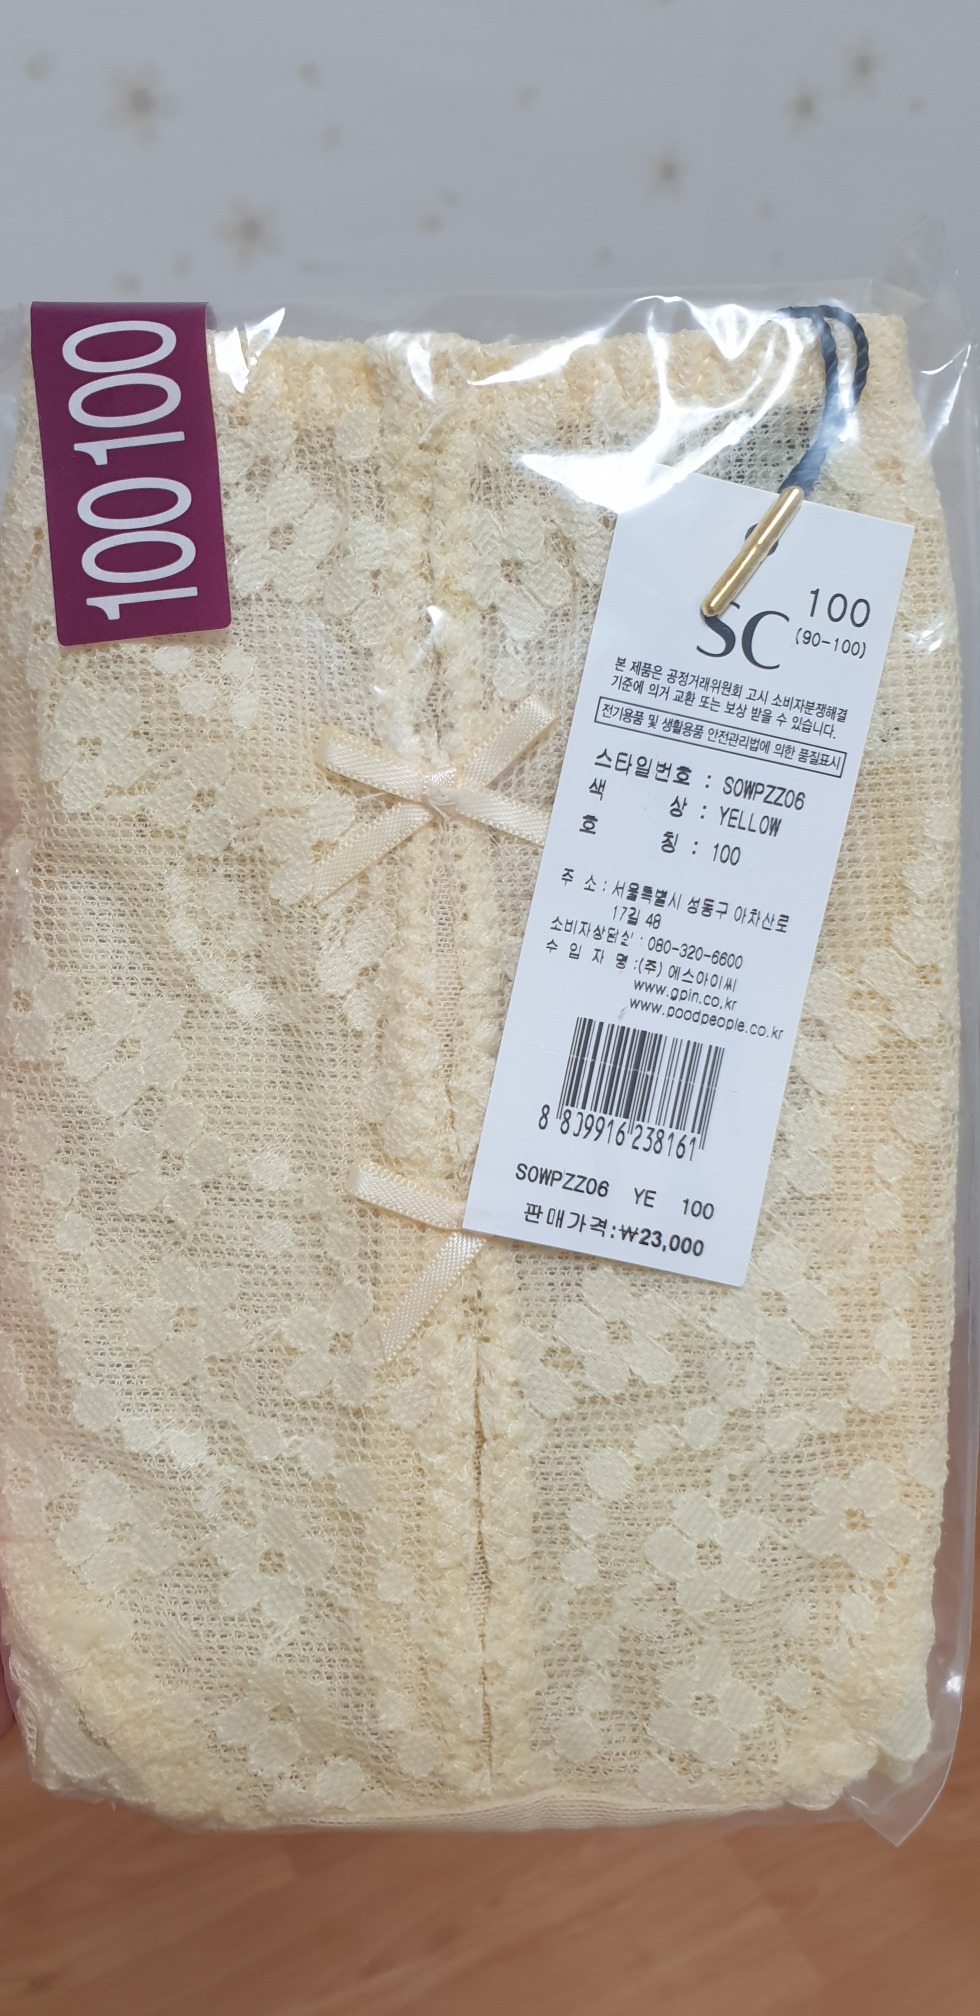 100 100
SC 100
(90-100)
본 제품은 공정거래위원회 고시 소비자분쟁해결
기준에 의거 교환 또는 보상 받을 수 있습니다.
전기용품 및 생활용품 안전관리법에 의한 품질표시
스타일번호 : SOWPZZ06
색 상 : YELLOW
호 칭 : 100
주 소 : 서울특별시 성동구 아차산로
17길 48
소비자상담실 : 080-320-6600
수 입 자 명 :(주) 에스아이씨
www.gpin.co.kr
www.poodpeople.co.kr
8 809916 238161
SOWPZZ06 YE 100
판매가격:₩23,000